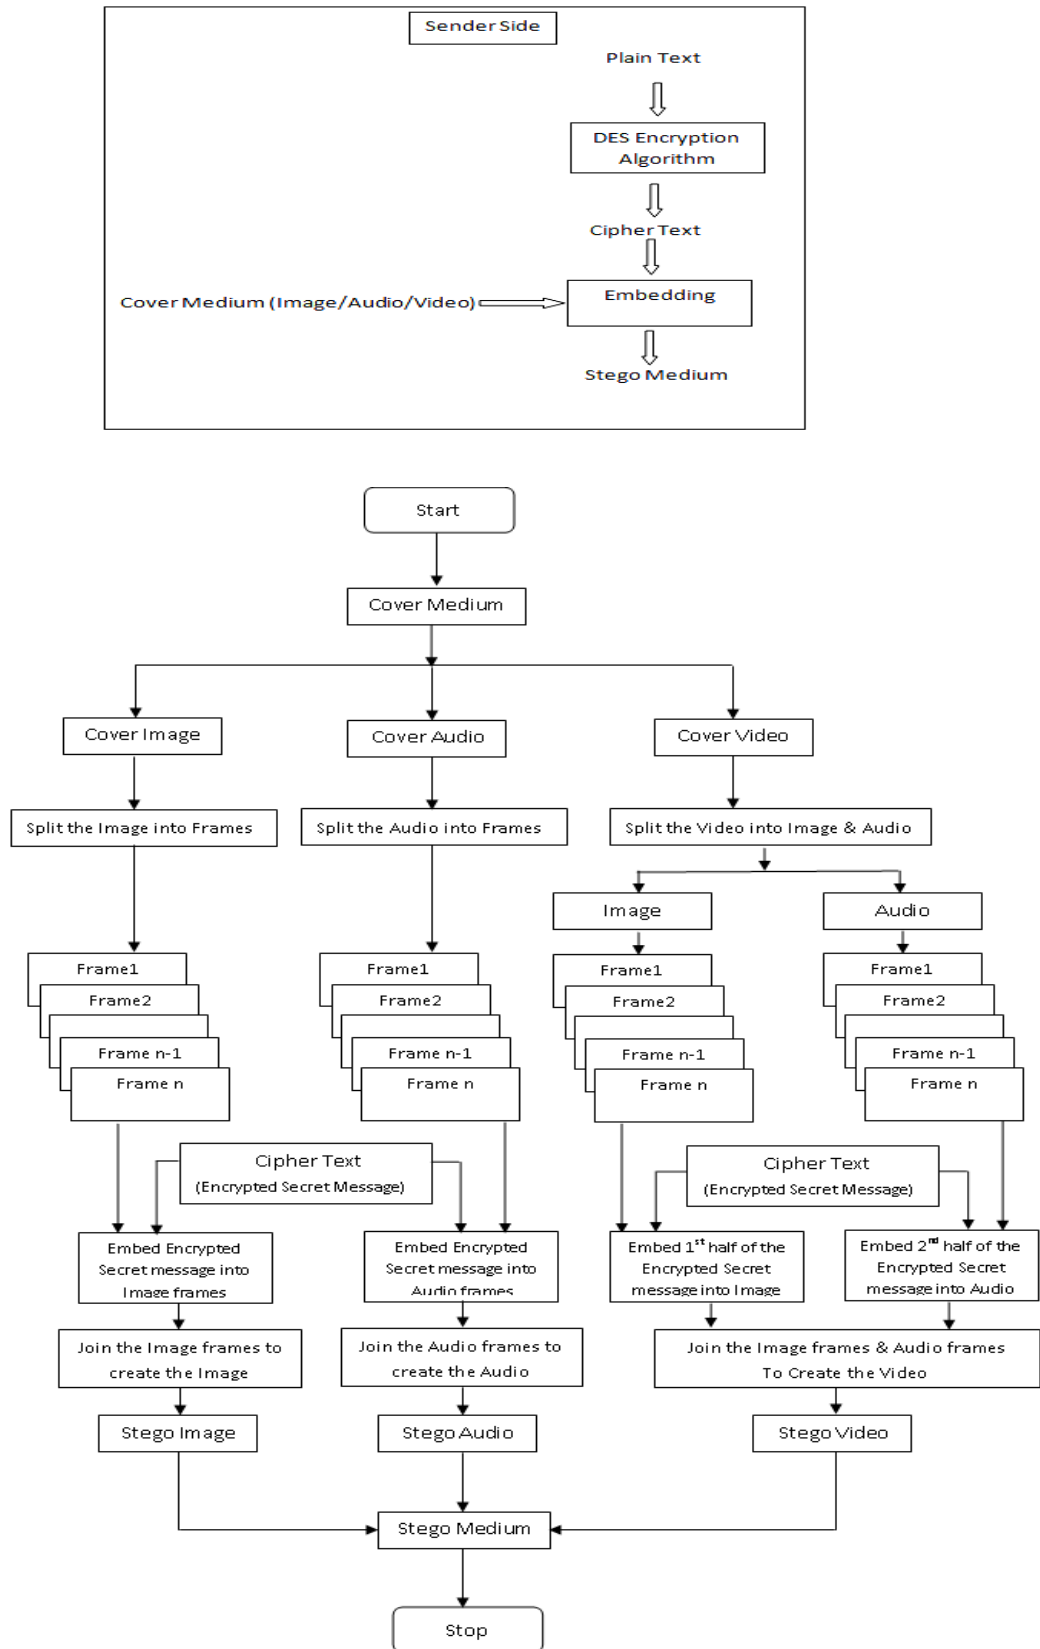 Sender Side
Plain Text
DES Encryption
Algorithm
Cipher Text
Cover Medium (Image/Audio/Video)
Embedding
Stego Medium
Start
Cover Medium
Cover Image
Cover Audio
Cover Video
Split the Image into Frames
Split the Audio into Frames
Split the Video into Image & Audio
Image
Audio
Frame1
Frame2
Frame n-1
Frame n
Frame1
Frame2
Frame n-1
Frame n
Frame1
Frame2
Frame n-1
Frame n
Frame1
Frame2
Frame n-1
Frame n
Cipher Text
(Encrypted Secret Message)
Cipher Text
(Encrypted Secret Message)
Embed Encrypted
Secret message into
Image frames
Embed Encrypted
Secret message into
Audio frames
Embed 1st half of the
Encrypted Secret
message into Image
Embed 2nd half of the
Encrypted Secret
message into Audio
Join the Image frames to
create the Image
Join the Audio frames to
create the Audio
Join the Image frames & Audio frames
To Create the Video
Stego Image
Stego Audio
Stego Video
Stego Medium
Stop